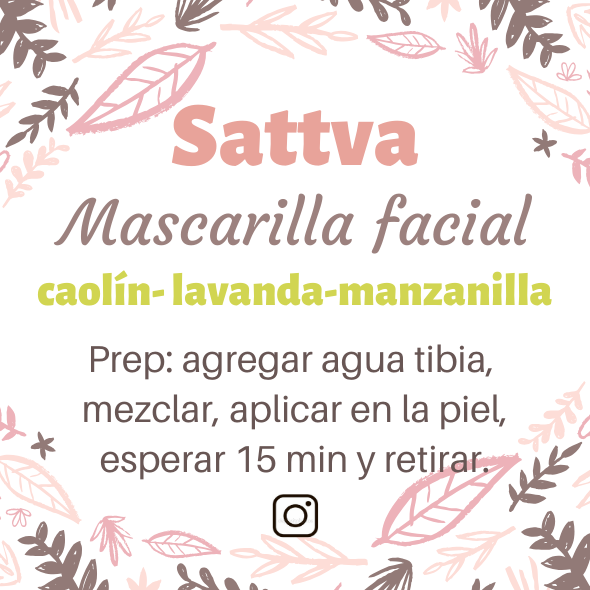 Sattva
Mascarilla facial
caolín- lavanda-manzanilla
Prep: agregar agua tibia,
mezclar, aplicar en la piel,
esperar 15 min y retirar.